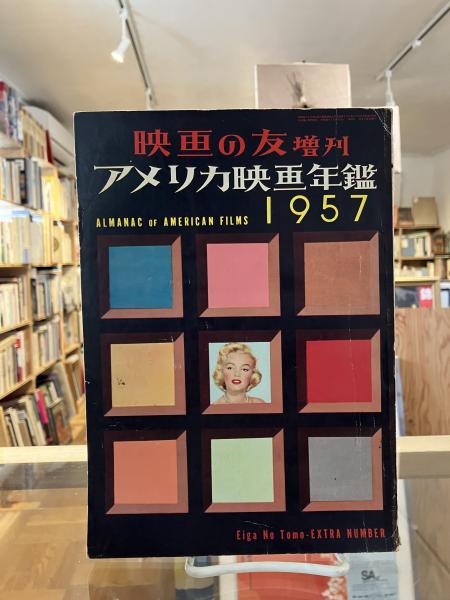 映画の友増刊
アメリカ映画年鑑
ALMANAC OF AMERICAN FILMS
1957
Eiga No Tomo-EXTRA NUMBER
SA